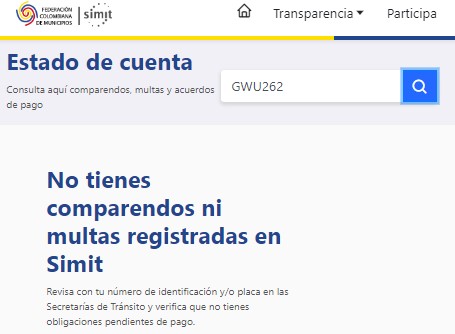 FEDERACIÓN
COLOMBIANA
DE MUNICIPIOS
simit
Transparencia
Participa
Estado de cuenta
Consulta aquí comparendos, multas y acuerdos
de pago
GWU262
No tienes
comparendos ni
multas registradas en
Simit
Revisa con tu número de identificación y/o placa en las
Secretarías de Tránsito y verifica que no tienes
obligaciones pendientes de pago.